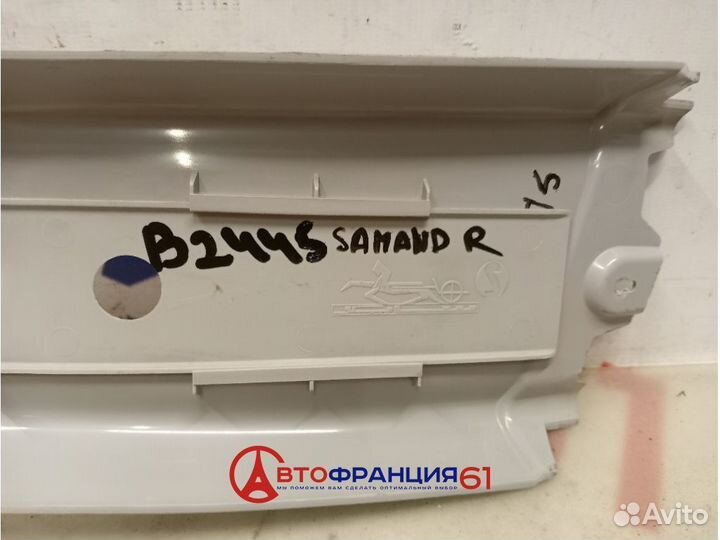 15
B2445 SAMAND R
АВТОФРАНЦИЯ61
МЫ ПОМОЖЕМ ВАМ СДЕЛАТЬ ОПТИМАЛЬНЫЙ ВЫБОР
Avito